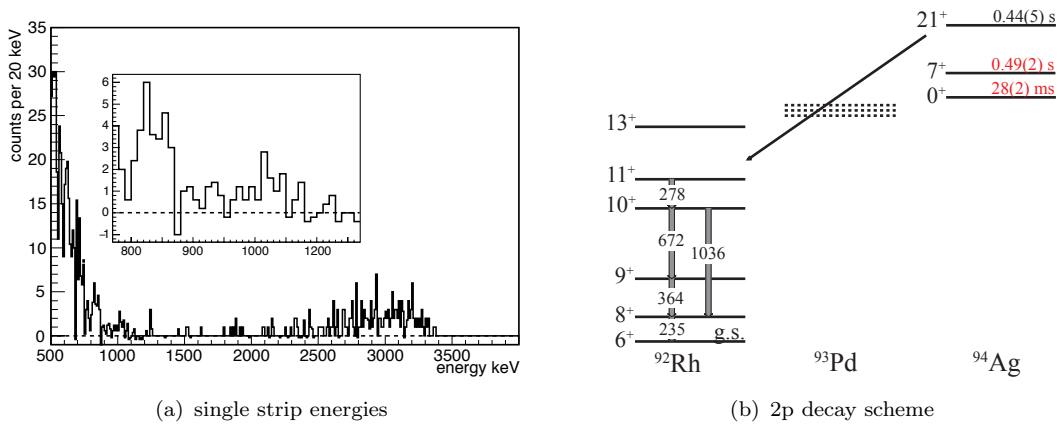 counts per 20 keV
35
30
25
20
15
10
5
0
6
5
4
3
2
1
0
−1
800 900 1000 1100 1200
500 1000 1500 2000 2500 3000 3500
energy keV
(a) single strip energies
21⁺ 0.44(5) s
7⁺ 0.49(2) s
0⁺ 28(2) ms
13⁺
11⁺
278
10⁺
672 1036
9⁺
364
8⁺
235 g.s.
6⁺
⁹²Rh ⁹³Pd ⁹⁴Ag
(b) 2p decay scheme